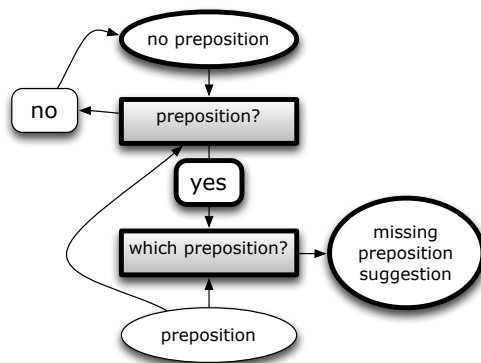 no preposition
no
preposition?
yes
which preposition?
missing
preposition
suggestion
preposition